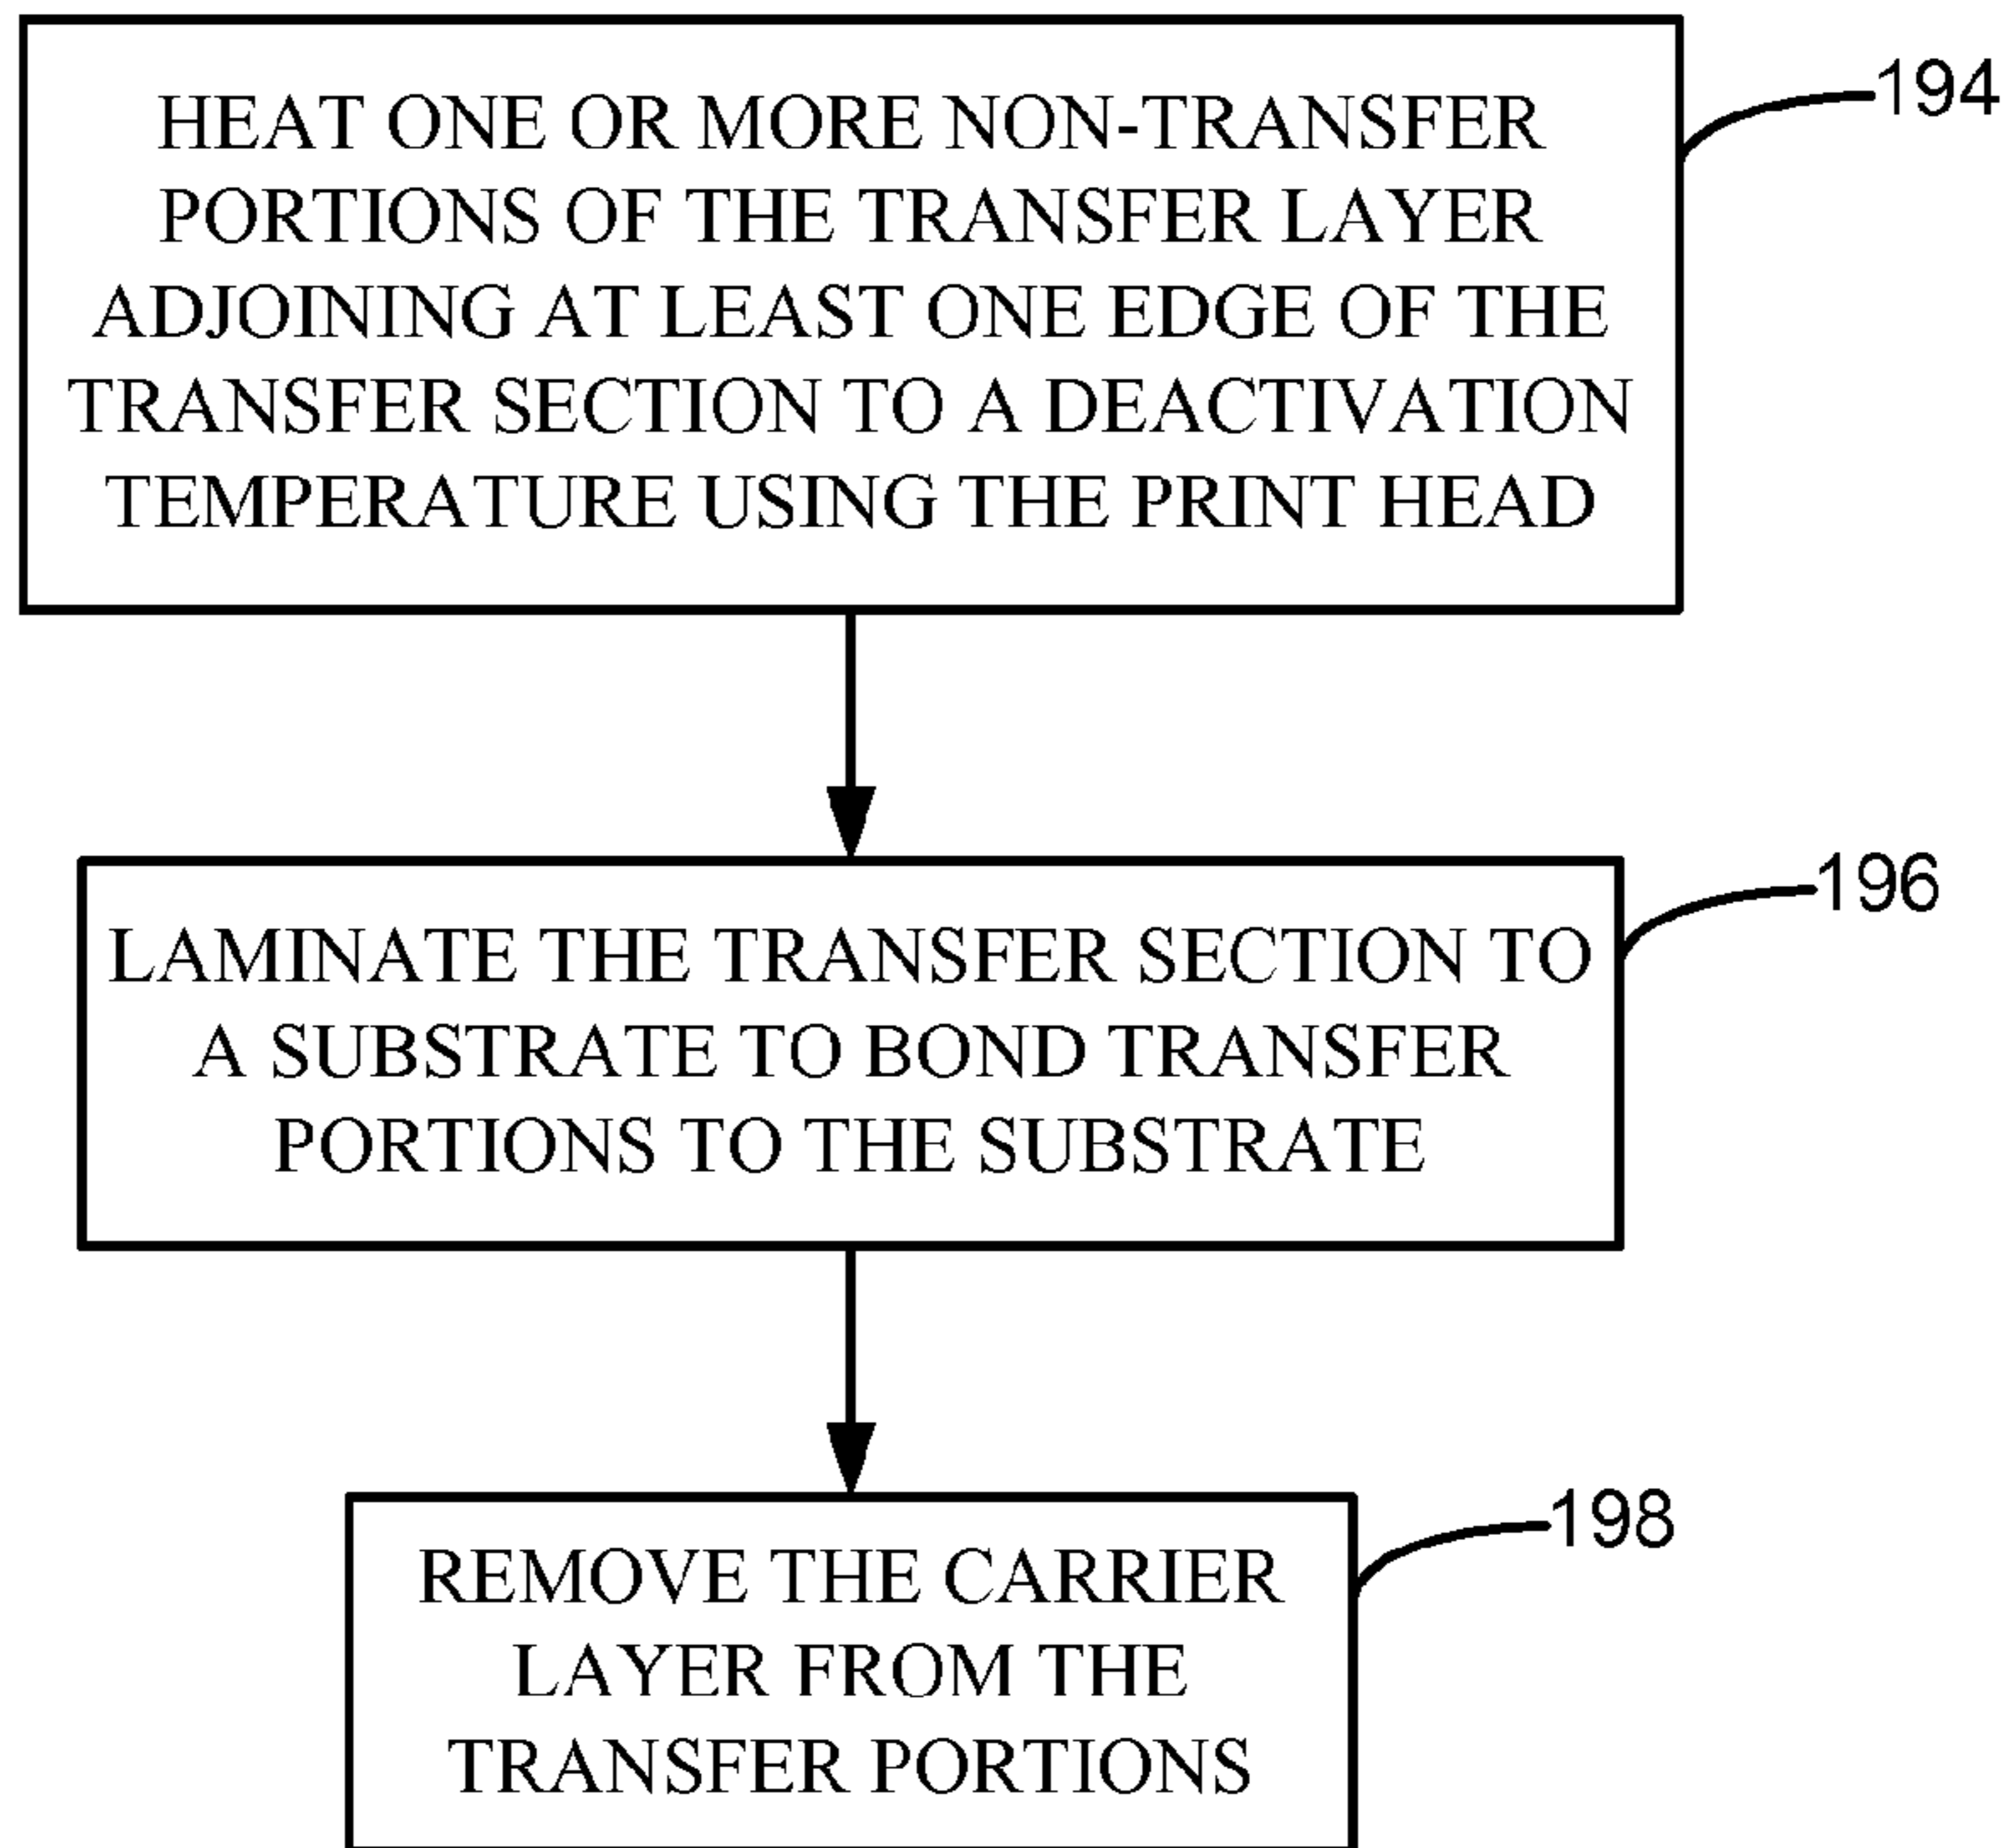 HEAT ONE OR MORE NON-TRANSFER
PORTIONS OF THE TRANSFER LAYER
ADJOINING AT LEAST ONE EDGE OF THE
TRANSFER SECTION TO A DEACTIVATION
TEMPERATURE USING THE PRINT HEAD
194
LAMINATE THE TRANSFER SECTION TO
A SUBSTRATE TO BOND TRANSFER
PORTIONS TO THE SUBSTRATE
196
REMOVE THE CARRIER
LAYER FROM THE
TRANSFER PORTIONS
198